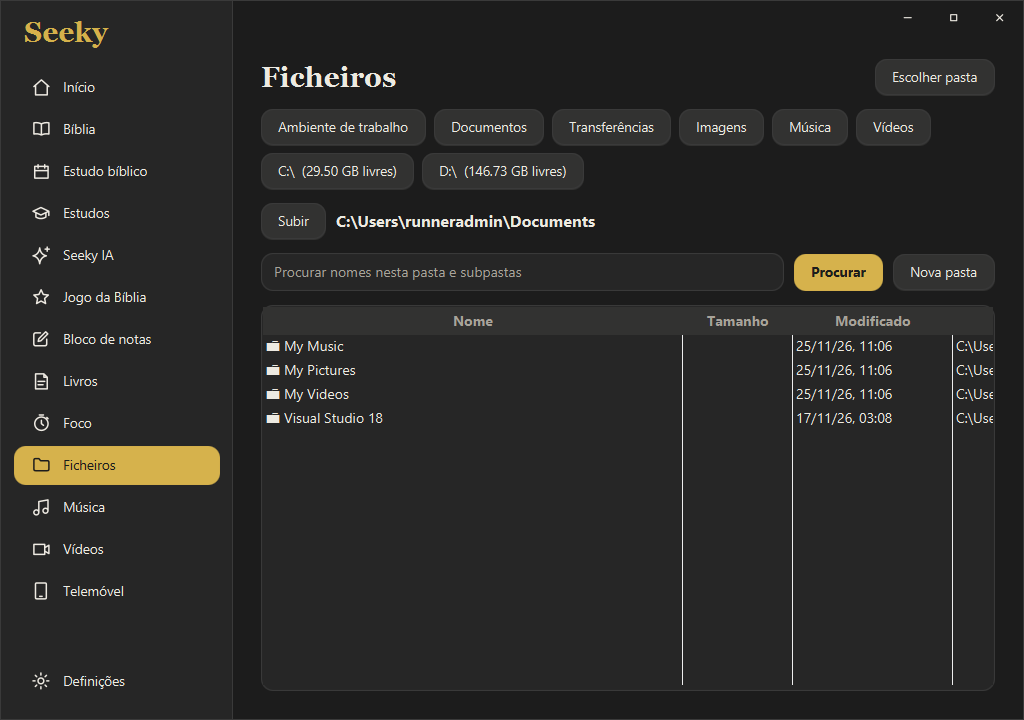 Seeky
Início
Bíblia
Estudo bíblico
Estudos
Seeky IA
Jogo da Bíblia
Bloco de notas
Livros
Foco
Ficheiros
Música
Vídeos
Telemóvel
Definições
Ficheiros
Escolher pasta
Ambiente de trabalho Documentos Transferências Imagens Música Vídeos
C:\ (29.50 GB livres) D:\ (146.73 GB livres)
Subir C:\Users\runneradmin\Documents
Procurar nomes nesta pasta e subpastas Procurar Nova pasta
Nome Tamanho Modificado
My Music 25/11/26, 11:06 C:\Use
My Pictures 25/11/26, 11:06 C:\Use
My Videos 25/11/26, 11:06 C:\Use
Visual Studio 18 17/11/26, 03:08 C:\Use